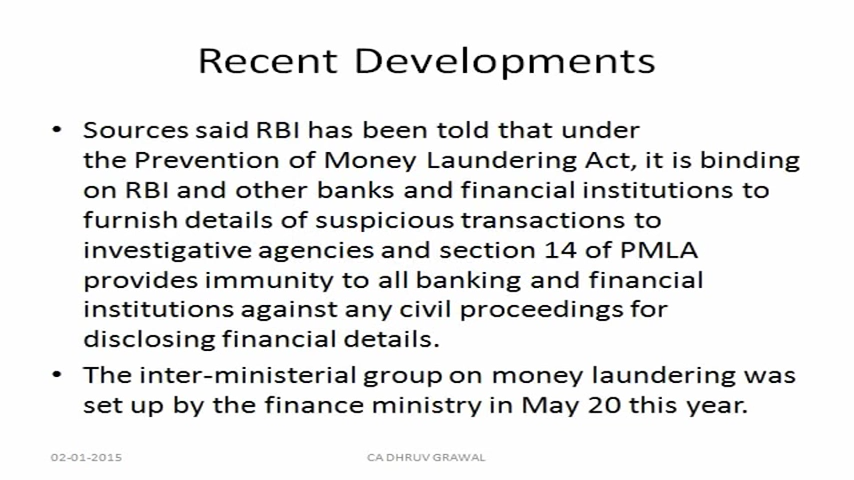 Recent Developments
• Sources said RBI has been told that under
the Prevention of Money Laundering Act, it is binding
on RBI and other banks and financial institutions to
furnish details of suspicious transactions to
investigative agencies and section 14 of PMLA
provides immunity to all banking and financial
institutions against any civil proceedings for
disclosing financial details.
• The inter-ministerial group on money laundering was
set up by the finance ministry in May 20 this year.
02-01-2015 CA DHRUV GRAWAL